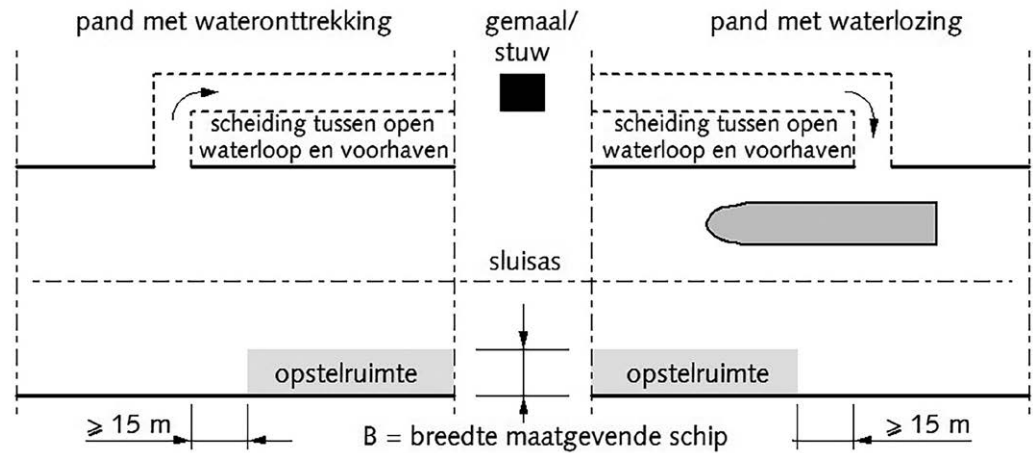 pand met wateronttrekking
gemaal/
stuw
pand met waterlozing
scheiding tussen open
waterloop en voorhaven
scheiding tussen open
waterloop en voorhaven
sluisas
opstelruimte
opstelruimte
⩾ 15 m
B = breedte maatgevende schip
⩾ 15 m